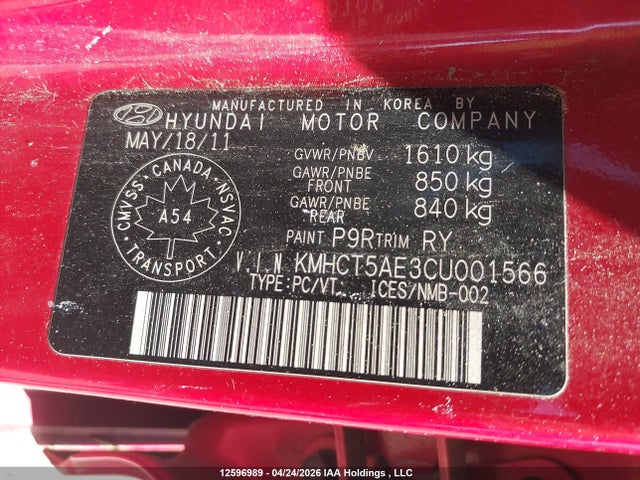 MANUFACTURED IN KOREA BY
HYUNDAI MOTOR COMPANY
MAY/18/11
GVWR/PNBV 1610 kg
GAWR/PNBE FRONT 850 kg
GAWR/PNBE REAR 840 kg
CMVSS CANADA NSVAC
A54
TRANSPORT
PAINT P9R TRIM RY
V.I.N KMHCT5AE3CU001566
TYPE:PC/VT. ICES/NMB-002
12596989 - 04/24/2026 IAA Holdings , LLC